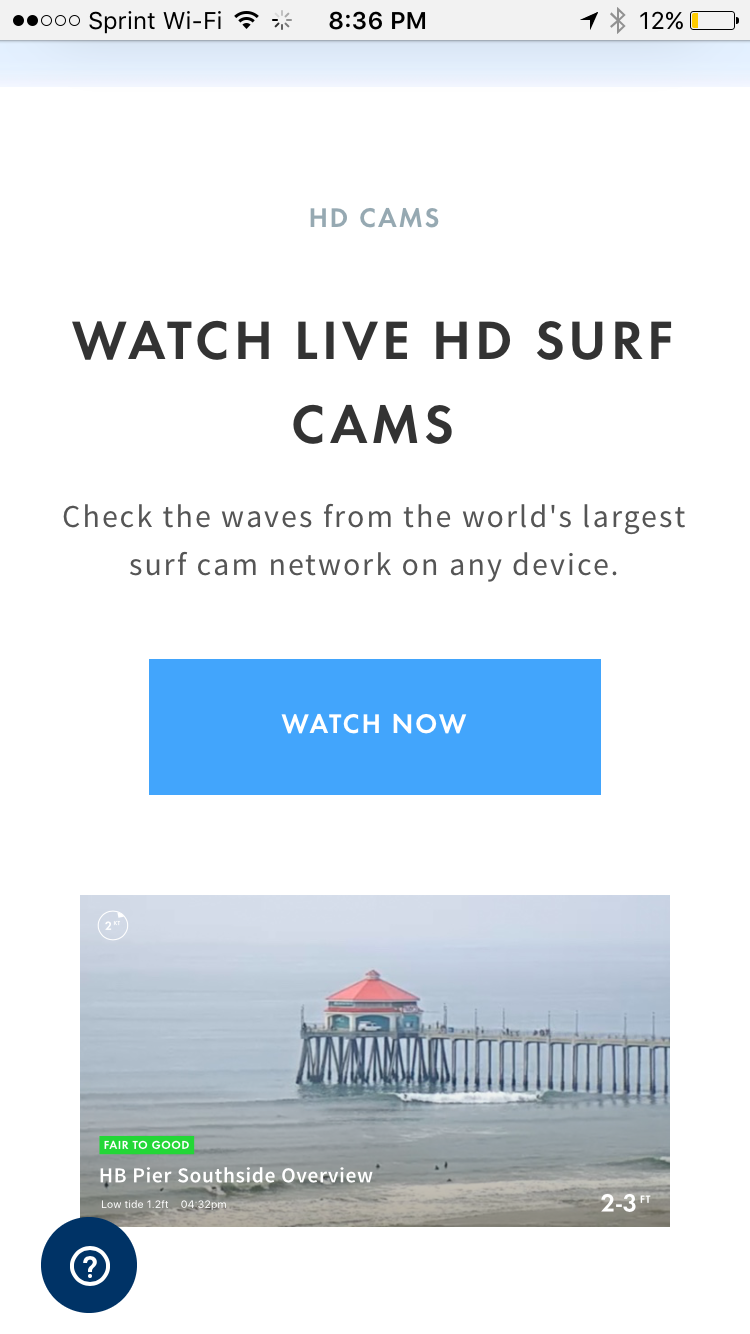 Sprint Wi-Fi 8:36 PM 12%
HD CAMS
WATCH LIVE HD SURF
CAMS
Check the waves from the world's largest
surf cam network on any device.
WATCH NOW
2 FT
FAIR TO GOOD
HB Pier Southside Overview
Low tide 1.2ft 04:32pm
2-3 FT
?